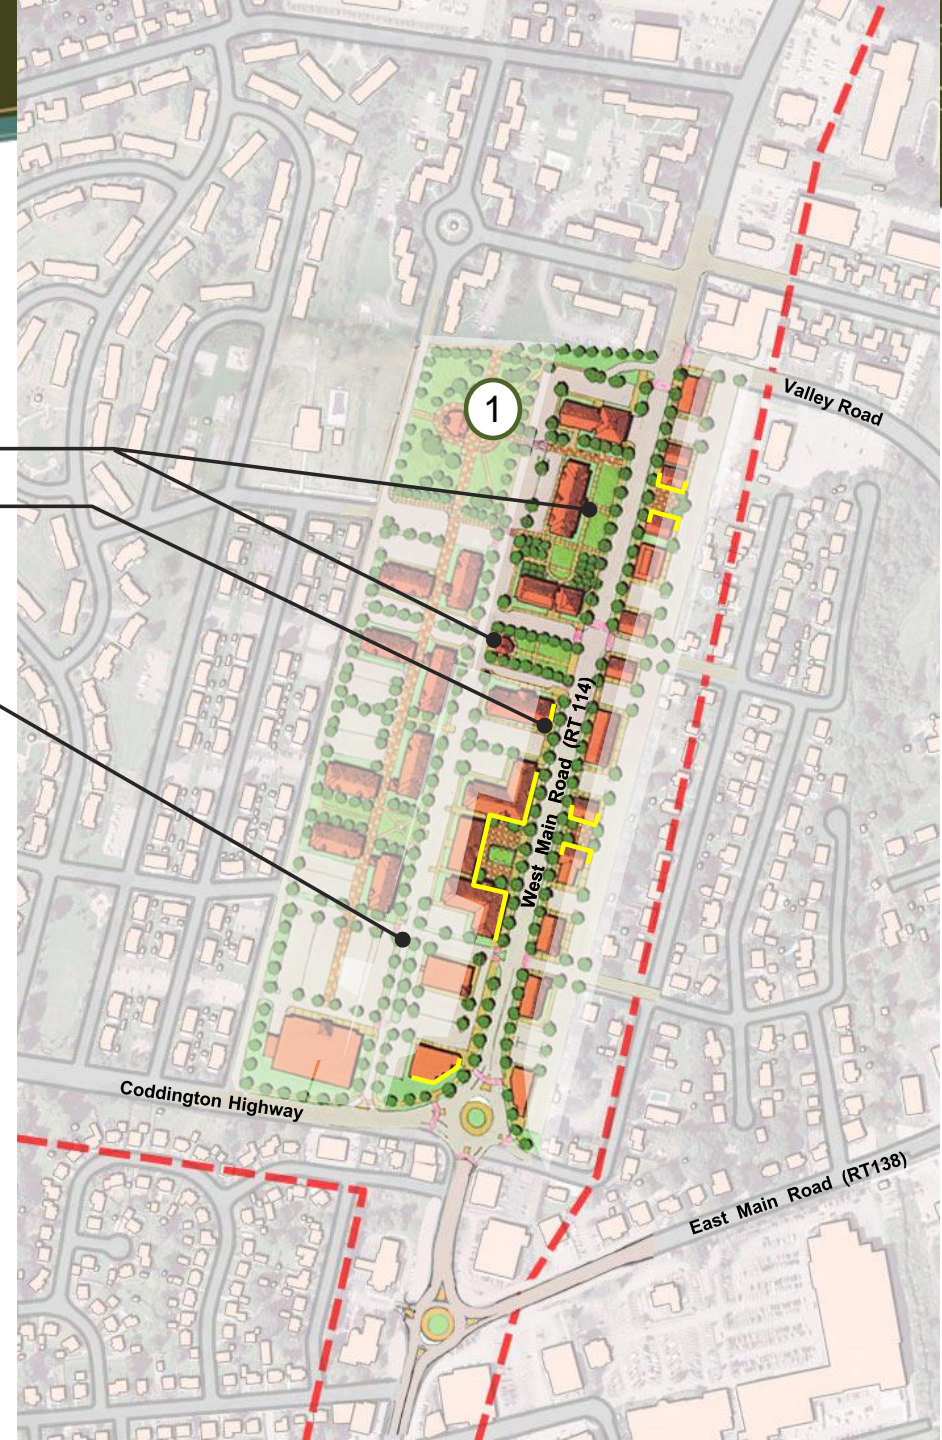 1
Valley Road
West Main Road (RT 114)
Coddington Highway
East Main Road (RT138)